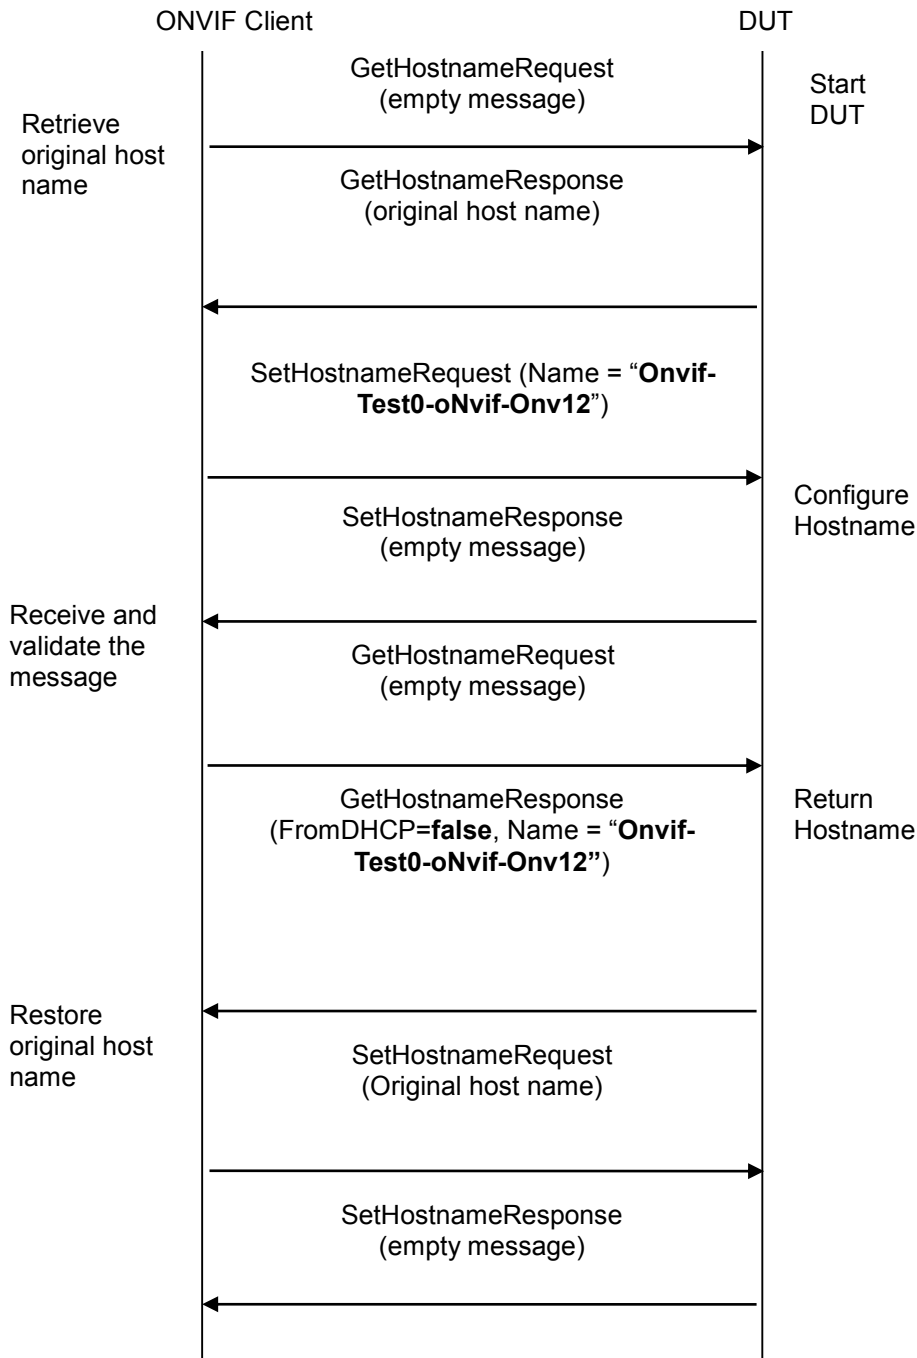 ONVIF Client
DUT
GetHostnameRequest
(empty message)
Start
DUT
Retrieve
original host
name
GetHostnameResponse
(original host name)
SetHostnameRequest (Name = “Onvif-
Test0-oNvif-Onv12”)
Configure
Hostname
SetHostnameResponse
(empty message)
Receive and
validate the
message
GetHostnameRequest
(empty message)
GetHostnameResponse
(FromDHCP=false, Name = “Onvif-
Test0-oNvif-Onv12”)
Return
Hostname
Restore
original host
name
SetHostnameRequest
(Original host name)
SetHostnameResponse
(empty message)